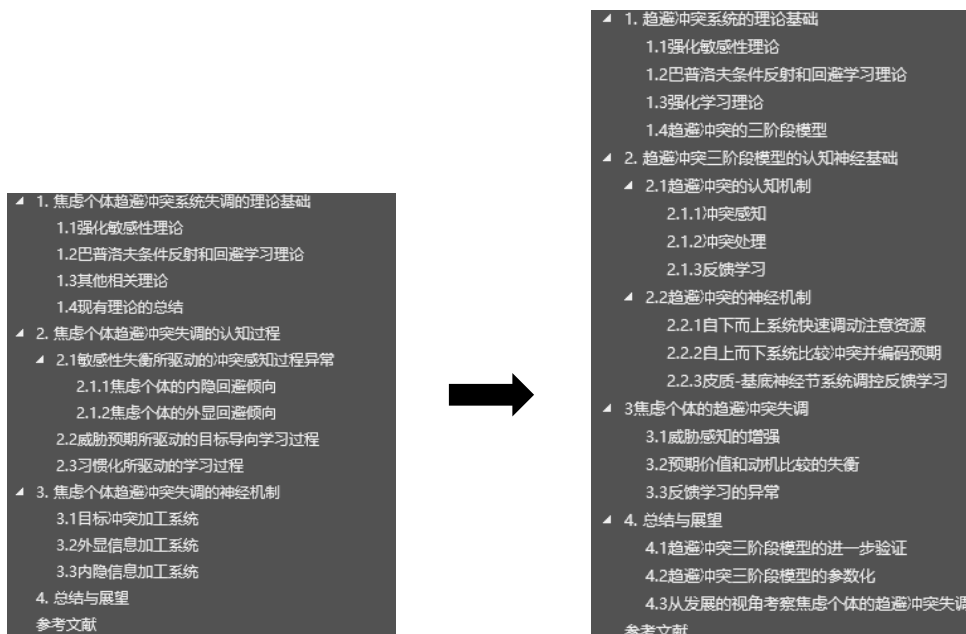 1. 焦虑个体趋避冲突系统失调的理论基础
1.1强化敏感性理论
1.2巴普洛夫条件反射和回避学习理论
1.3其他相关理论
1.4现有理论的总结
2. 焦虑个体趋避冲突失调的认知过程
2.1敏感性失衡所驱动的冲突感知过程异常
2.1.1焦虑个体的内隐回避倾向
2.1.2焦虑个体的外显回避倾向
2.2威胁预期所驱动的目标导向学习过程
2.3习惯化所驱动的学习过程
3. 焦虑个体趋避冲突失调的神经机制
3.1目标冲突加工系统
3.2外显信息加工系统
3.3内隐信息加工系统
4. 总结与展望
参考文献
1. 趋避冲突系统的理论基础
1.1强化敏感性理论
1.2巴普洛夫条件反射和回避学习理论
1.3强化学习理论
1.4趋避冲突的三阶段模型
2. 趋避冲突三阶段模型的认知神经基础
2.1趋避冲突的认知机制
2.1.1冲突感知
2.1.2冲突处理
2.1.3反馈学习
2.2趋避冲突的神经机制
2.2.1自下而上系统快速调动注意资源
2.2.2自上而下系统比较冲突并编码预期
2.2.3皮质-基底神经节系统调控反馈学习
3焦虑个体的趋避冲突失调
3.1威胁感知的增强
3.2预期价值和动机比较的失衡
3.3反馈学习的异常
4. 总结与展望
4.1趋避冲突三阶段模型的进一步验证
4.2趋避冲突三阶段模型的参数化
4.3从发展的视角考察焦虑个体的趋避冲突失调
参考文献